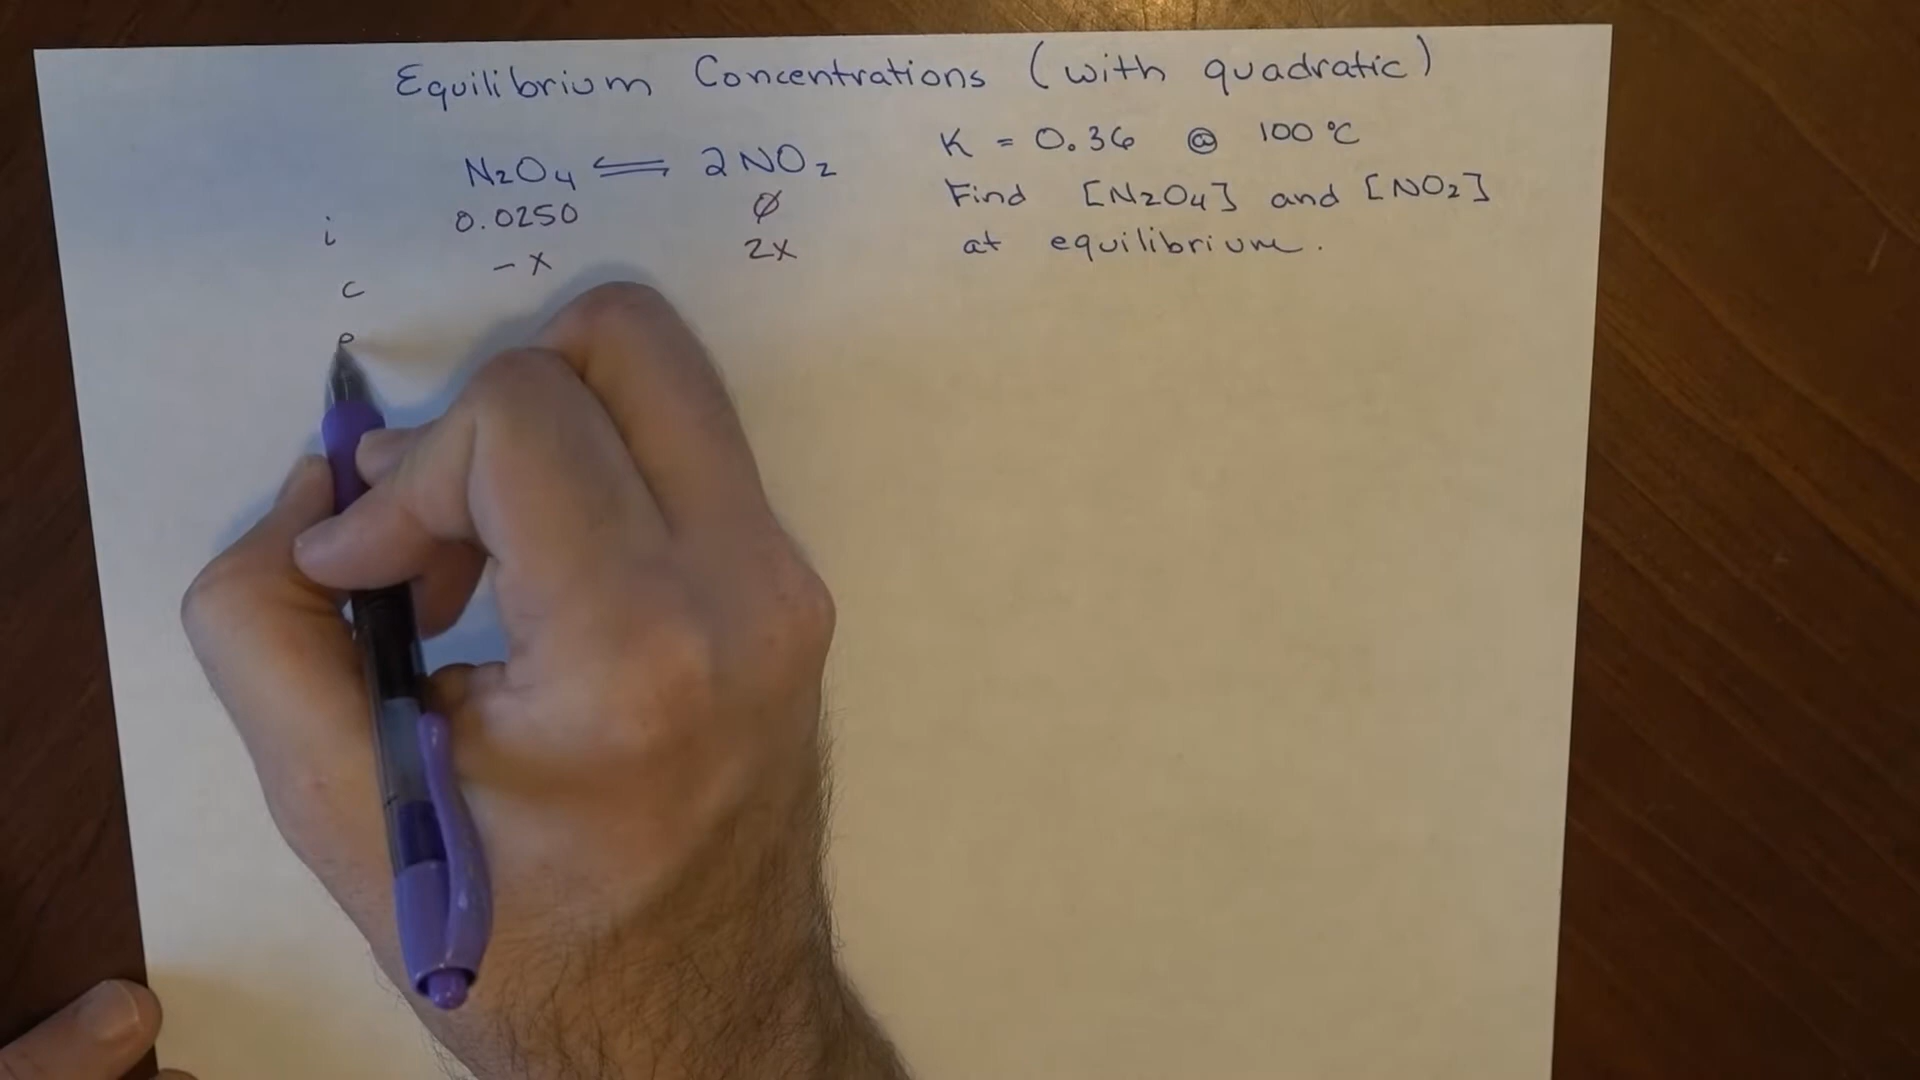 Equilibrium Concentrations (with quadratic)
N₂O₄ ⇌ 2NO₂
i 0.0250 ∅
c -x 2x
e
K = 0.36 @ 100 °C
Find [N₂O₄] and [NO₂]
at equilibrium.